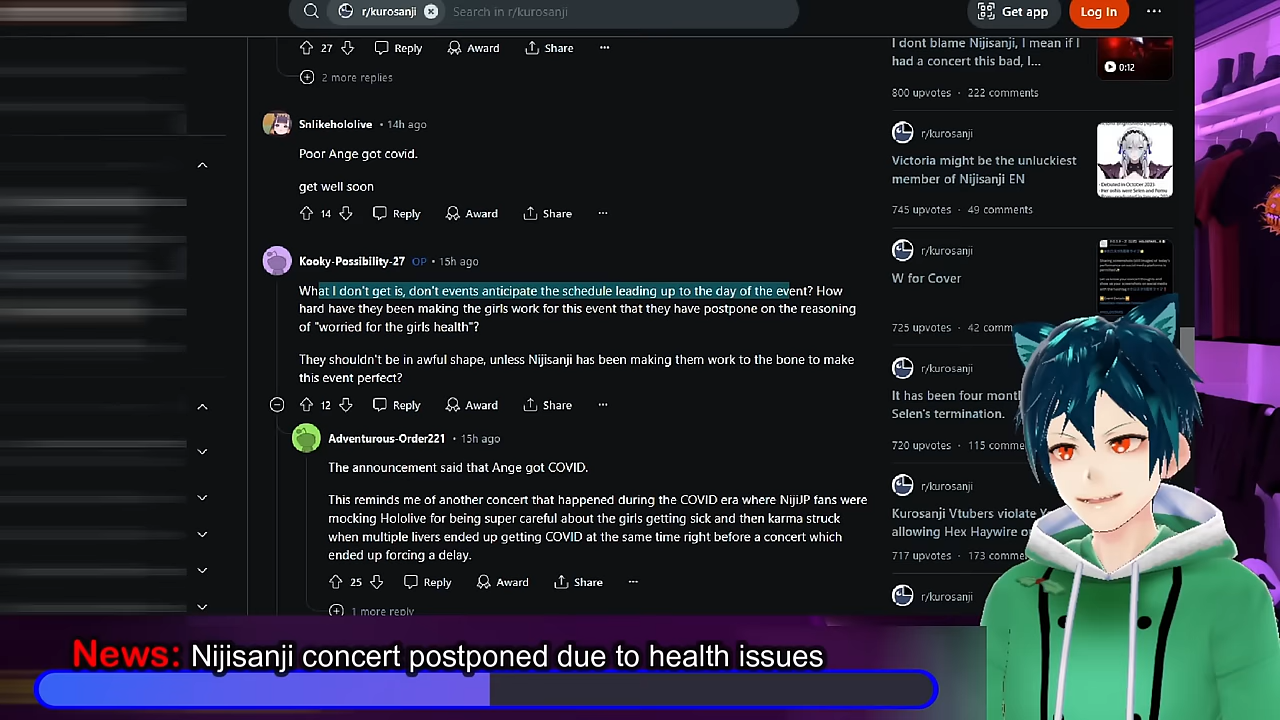 r/kurosanji
Search in r/kurosanji
Get app
Log In
27
Reply
Award
Share
2 more replies
Snlikehololive • 14h ago
Poor Ange got covid.
get well soon
14
Reply
Award
Share
Kooky-Possibility-27 OP • 15h ago
What I don't get is
anticipate the schedule leading up to the day of the event? How
hard have they been
the girls work for this event that they have postpone on the reasoning
of "worried for the girls health"?
They shouldn't be in awful shape, unless Nijisanji has been making them work to the bone to make
this event perfect?
12
Reply
Award
Share
Adventurous-Order221 • 15h ago
The announcement said that Ange got COVID.
This reminds me of another concert that happened during the COVID era where NijiJP fans were
mocking Hololive for being super careful about the girls getting sick and then karma struck
when multiple livers ended up getting COVID at the same time right before a concert which
ended up forcing a delay.
25
Reply
Award
Share
1 more reply
I dont blame Nijisanji, I mean if I
had a concert this bad, I...
0:12
800 upvotes · 222 comments
r/kurosanji
Victoria might be the unluckiest
member of Nijisanji EN
745 upvotes · 49 comments
r/kurosanji
W for Cover
725 upvotes · 42 comm
r/kurosanji
It has been four mont
Selen's termination.
720 upvotes · 115 comme
r/kurosanji
Kurosanji Vtubers violate Y
allowing Hex Haywire o
717 upvotes · 173 comme
r/kurosanji
News: Nijisanji concert postponed due to health issues